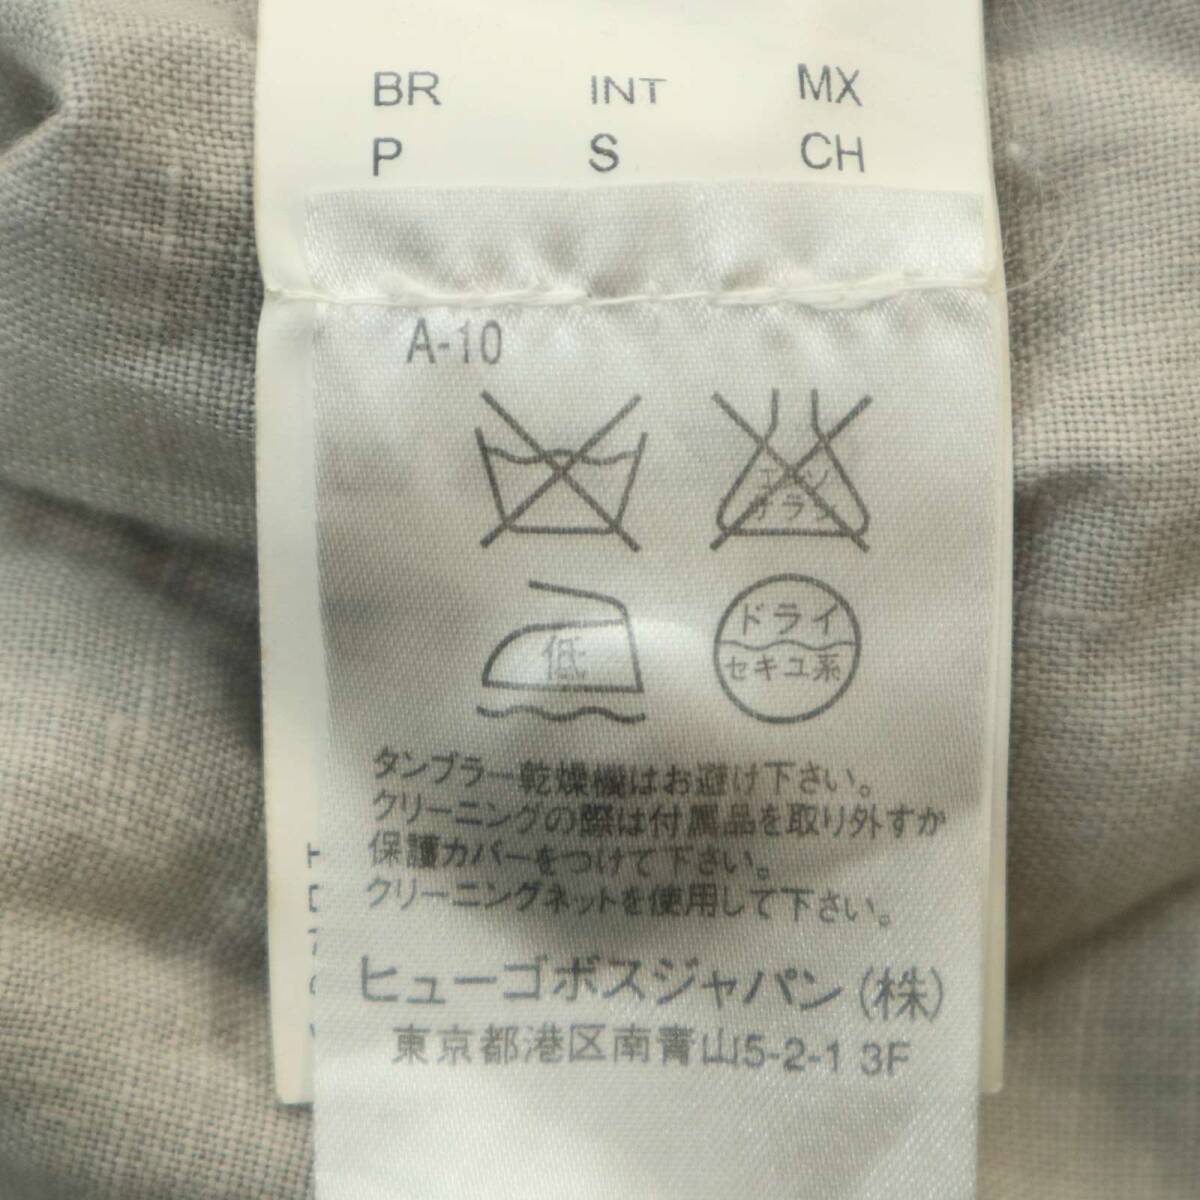 BR INT MX
P S CH
A-10
エンソ
チラサ
低
ドライ
セキユ系
タンブラー乾燥機はお避け下さい。
クリーニングの際は付属品を取り外すか
保護カバーをつけて下さい。
クリーニングネットを使用して下さい。
ヒューゴボスジャパン(株)
東京都港区南青山5-2-1 3F